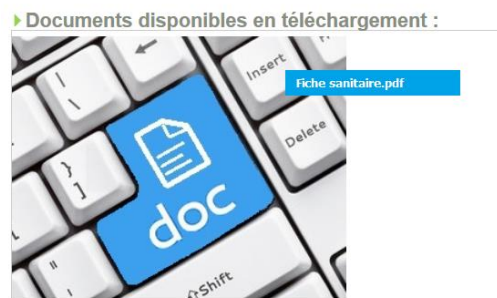 Documents disponibles en téléchargement :
Insert
Fiche sanitaire.pdf
Delete
\
}
]
doc
"
Shift